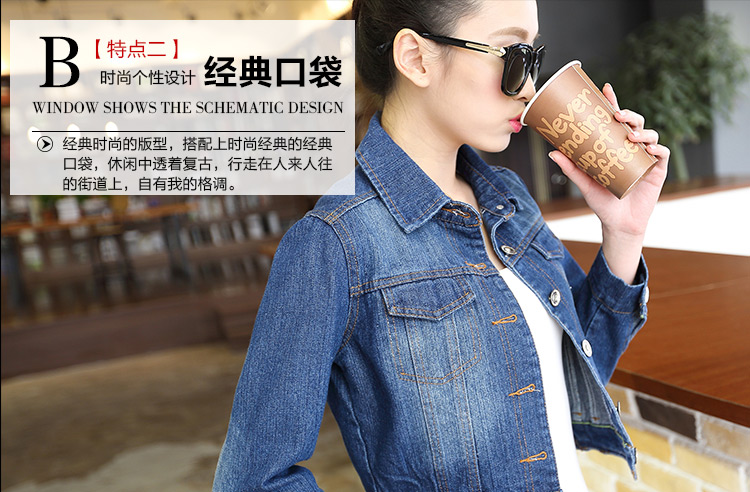 B
【 特点二 】
时尚个性设计 经典口袋
WINDOW SHOWS THE SCHEMATIC DESIGN
经典时尚的版型，搭配上时尚经典的经典
口袋，休闲中透着复古，行走在人来人往
的街道上，自有我的格调。
Never
nding
up of
offee